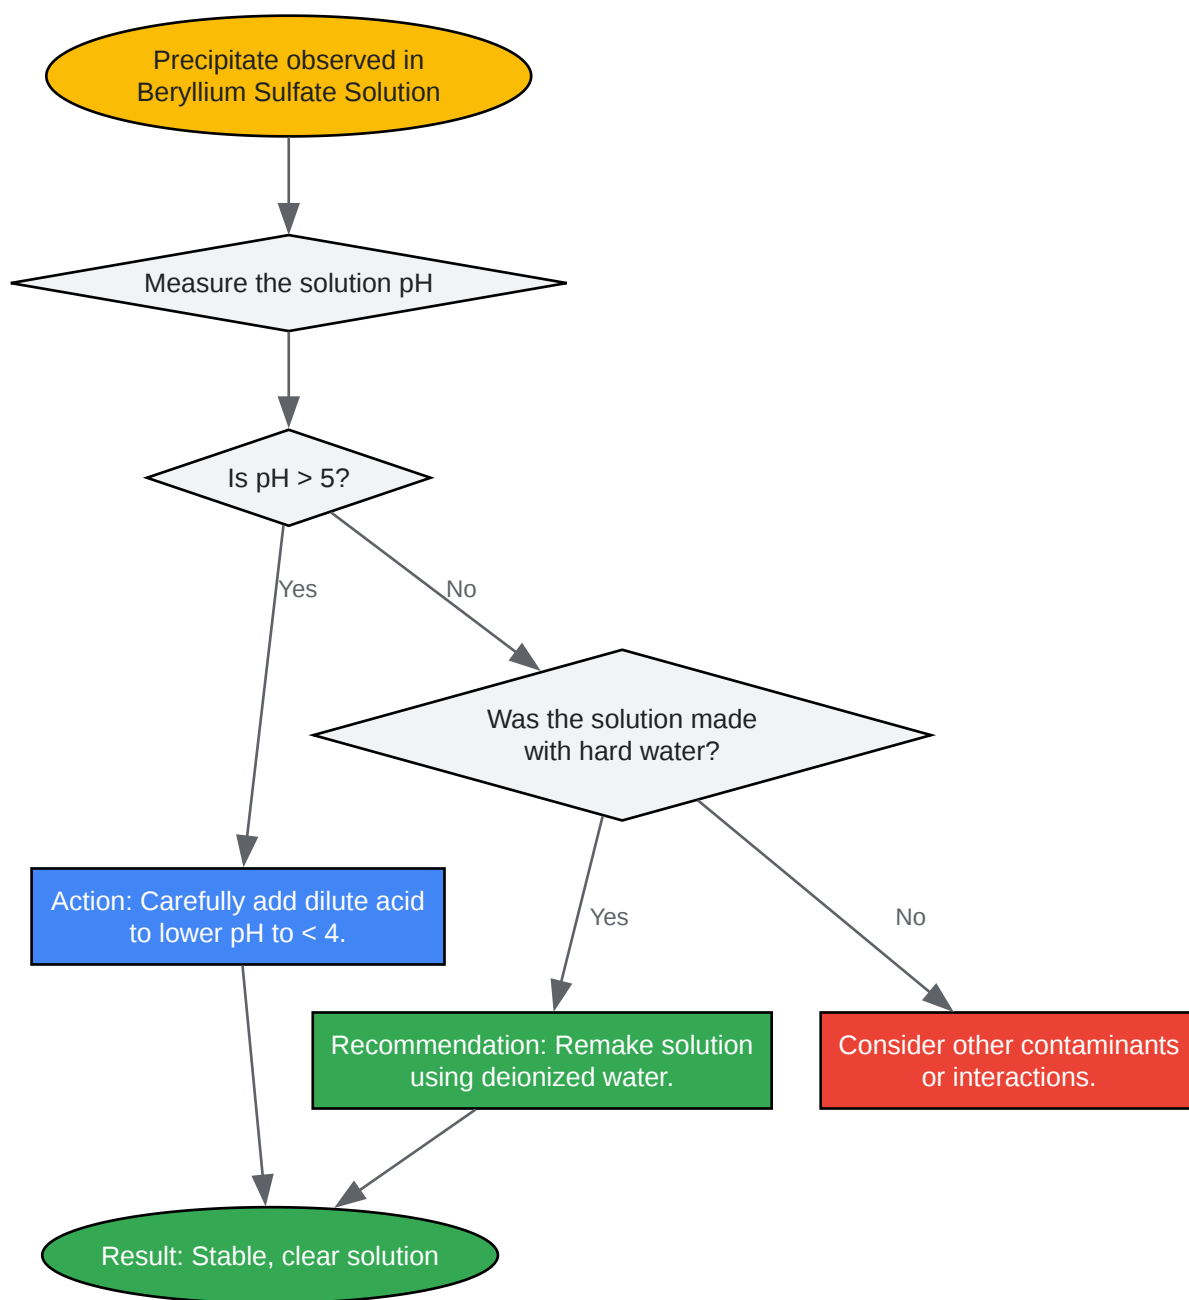 Precipitate observed in
Beryllium Sulfate Solution
Measure the solution pH
Is pH > 5?
Yes
No
Was the solution made
with hard water?
Action: Carefully add dilute acid
to lower pH to < 4.
Yes
No
Recommendation: Remake solution
using deionized water.
Consider other contaminants
or interactions.
Result: Stable, clear solution